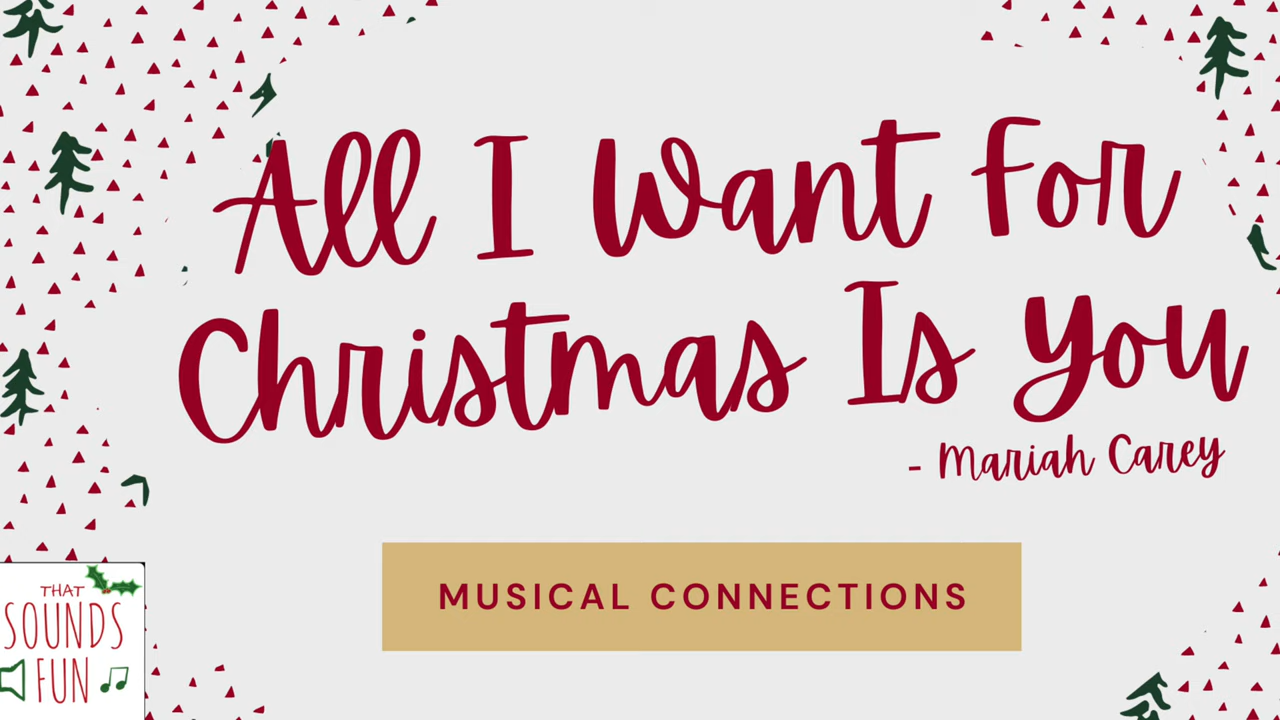 All I Want For
Christmas Is You
- Mariah Carey
MUSICAL CONNECTIONS
THAT
SOUNDS
FUN